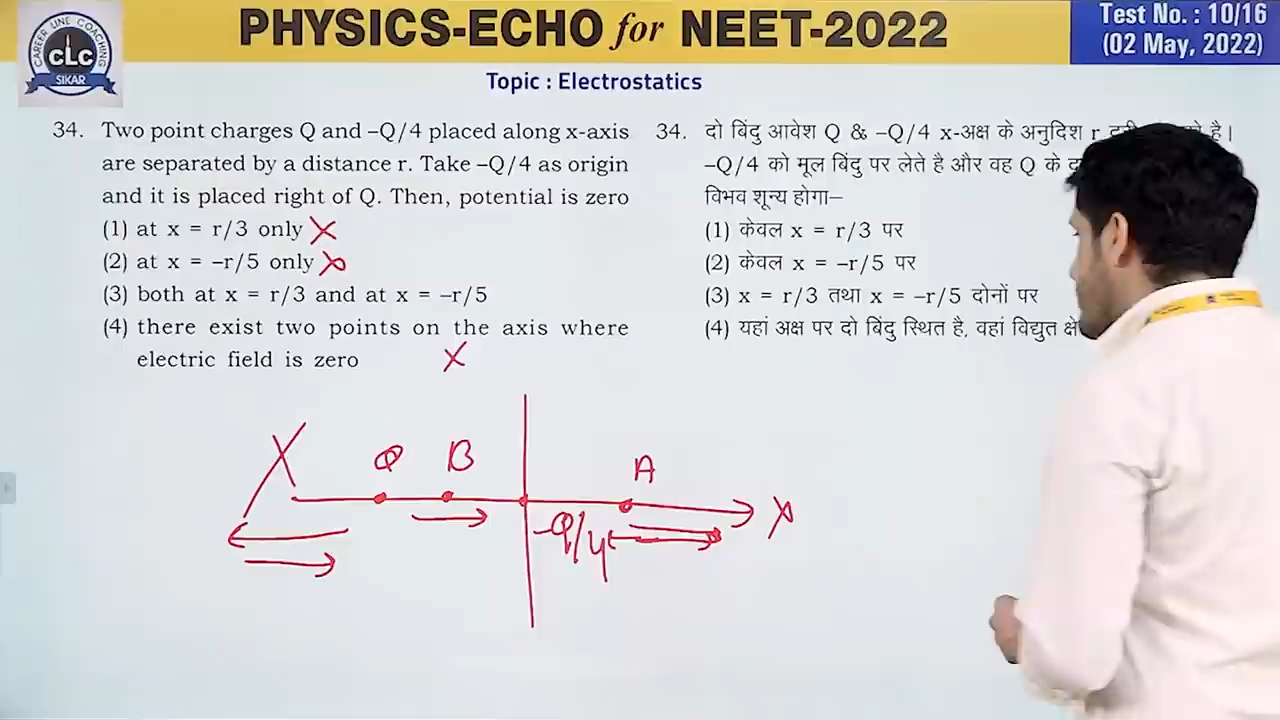 PHYSICS-ECHO for NEET-2022
Test No. : 10/16
(02 May, 2022)
CAREER LINE COACHING
CLC
SIKAR
Topic : Electrostatics
34. Two point charges Q and –Q/4 placed along x-axis
are separated by a distance r. Take –Q/4 as origin
and it is placed right of Q. Then, potential is zero
(1) at x = r/3 only X
(2) at x = –r/5 only X
(3) both at x = r/3 and at x = –r/5
(4) there exist two points on the axis where
electric field is zero X
34. दो बिंदु आवेश Q & –Q/4 x-अक्ष के अनुदिश r
–Q/4 को मूल बिंदु पर लेते है और वह Q के
विभव शून्य होगा–
(1) केवल x = r/3 पर
(2) केवल x = –r/5 पर
(3) x = r/3 तथा x = –r/5 दोनों पर
(4) यहां अक्ष पर दो बिंदु स्थित है, वहां विद्युत
X Q B A
-Q/4 x